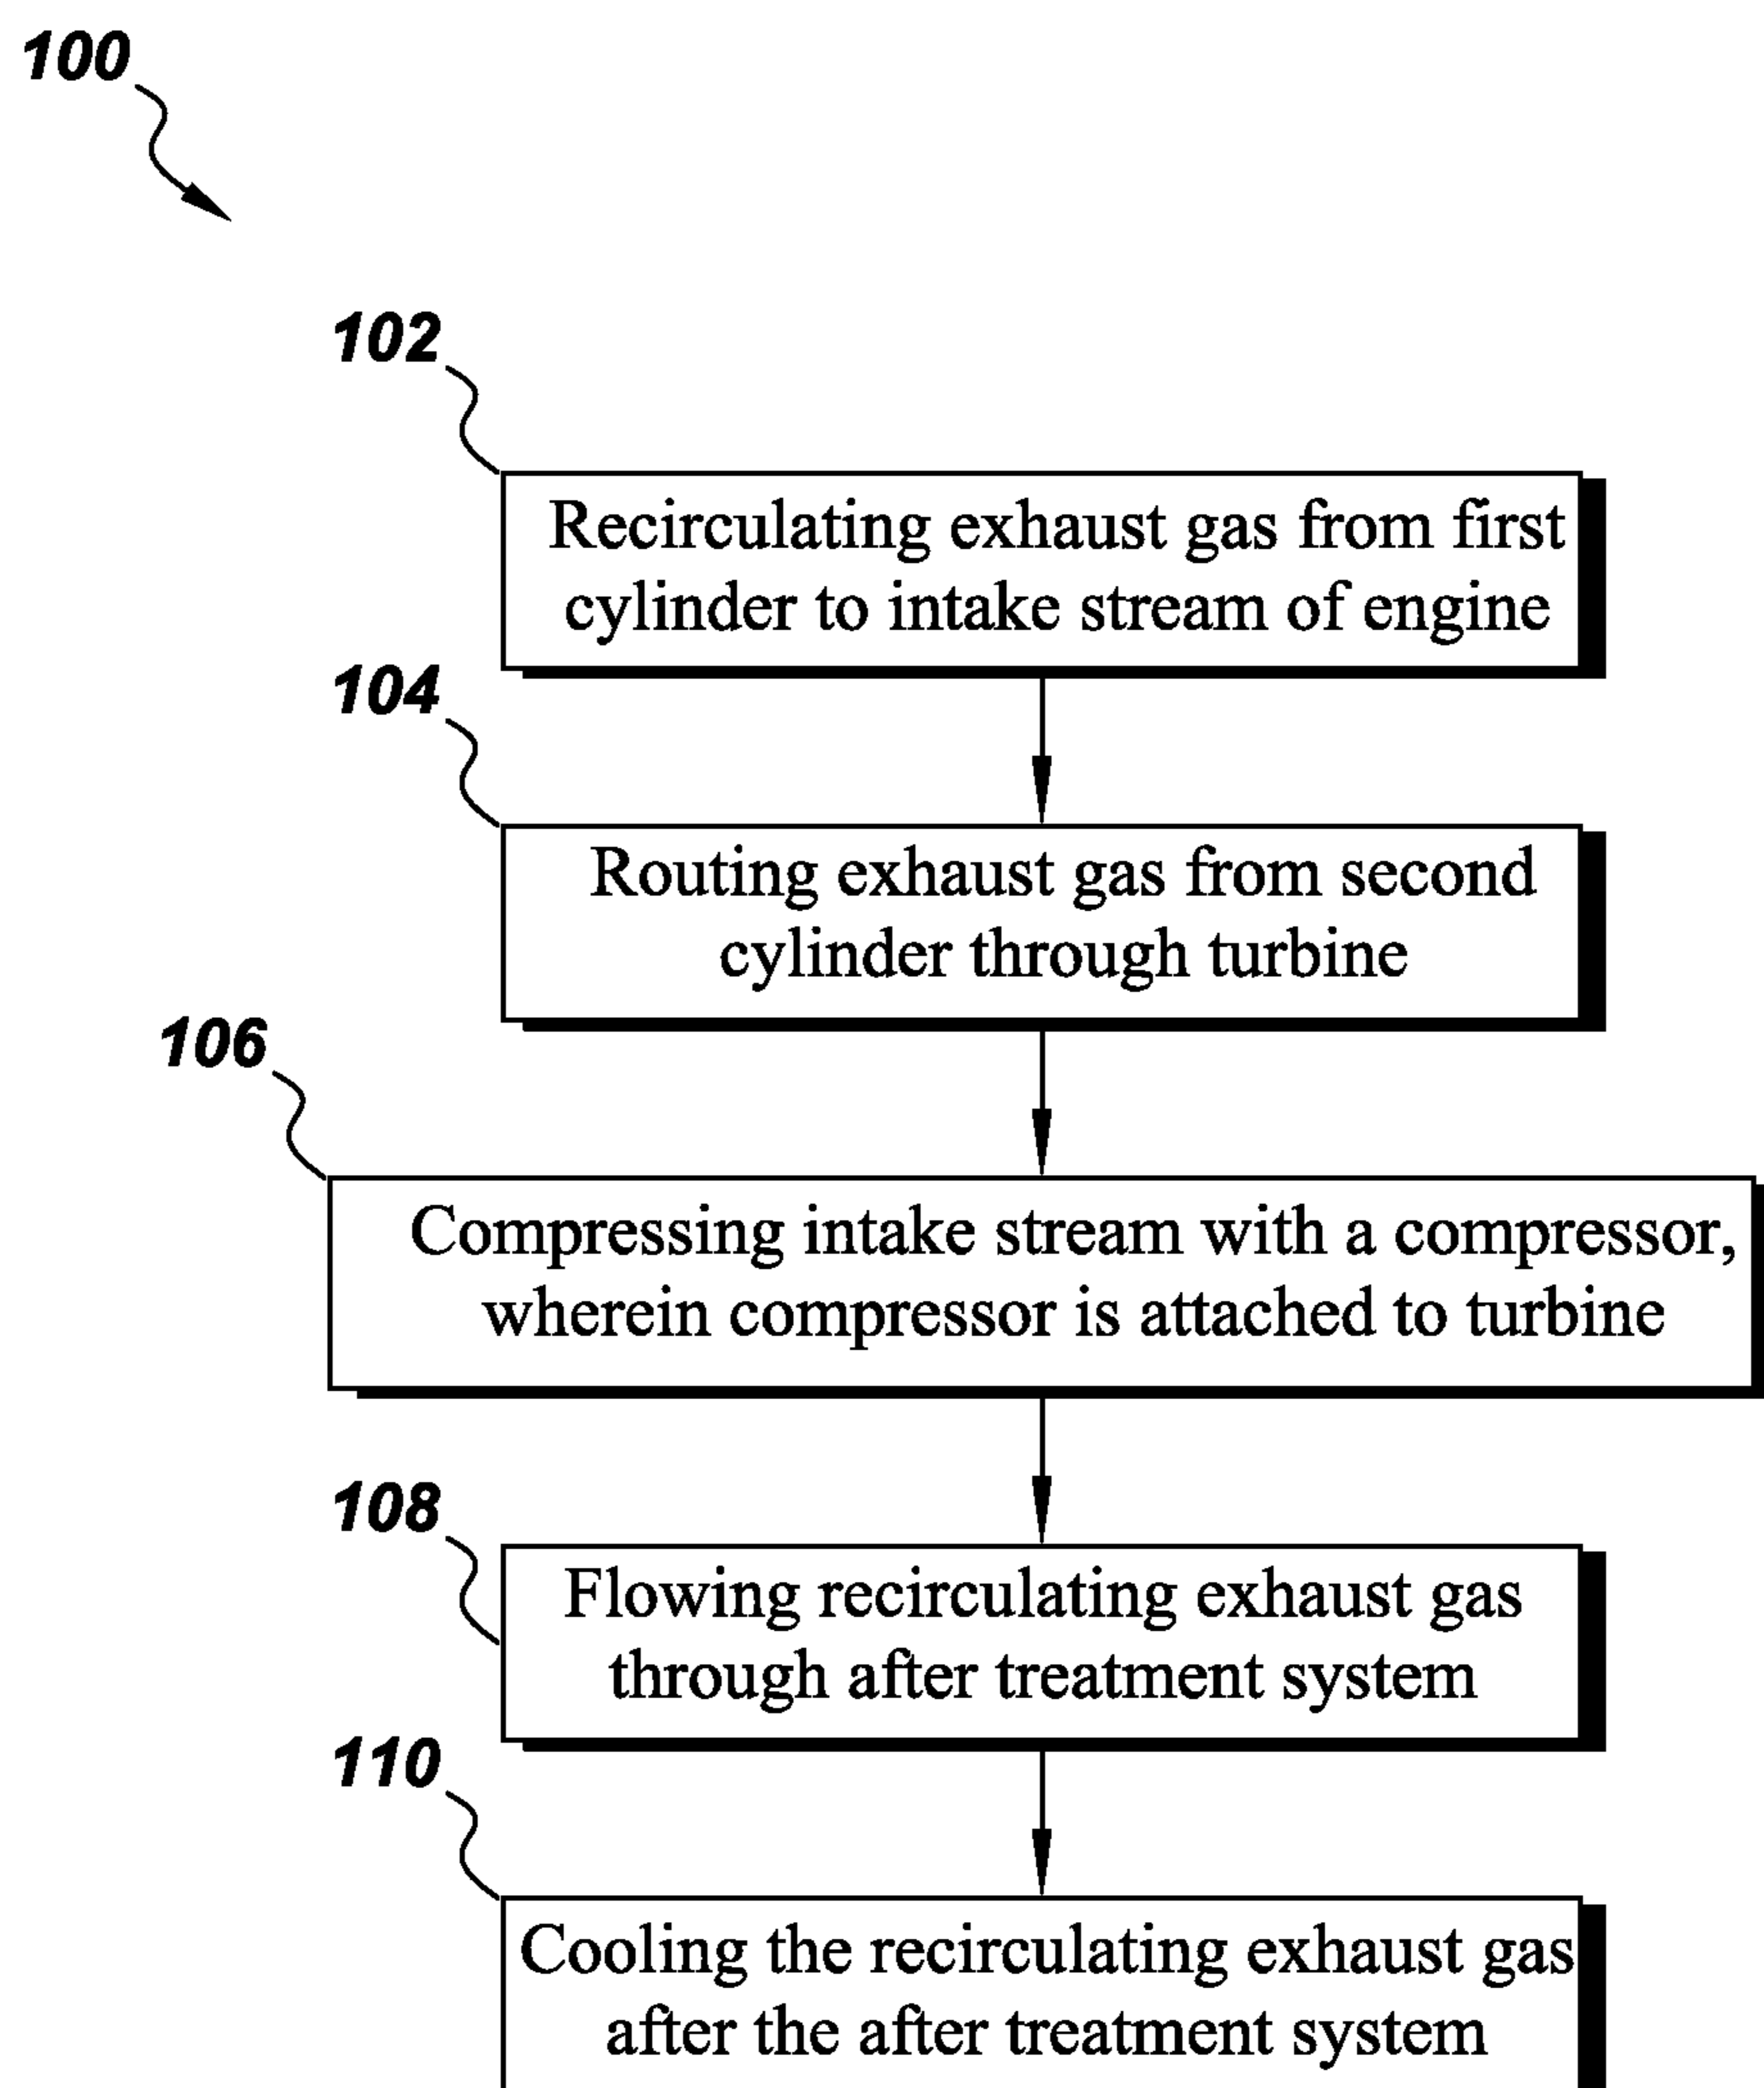 100
102
Recirculating exhaust gas from first
cylinder to intake stream of engine
104
Routing exhaust gas from second
cylinder through turbine
106
Compressing intake stream with a compressor,
wherein compressor is attached to turbine
108
Flowing recirculating exhaust gas
through after treatment system
110
Cooling the recirculating exhaust gas
after the after treatment system